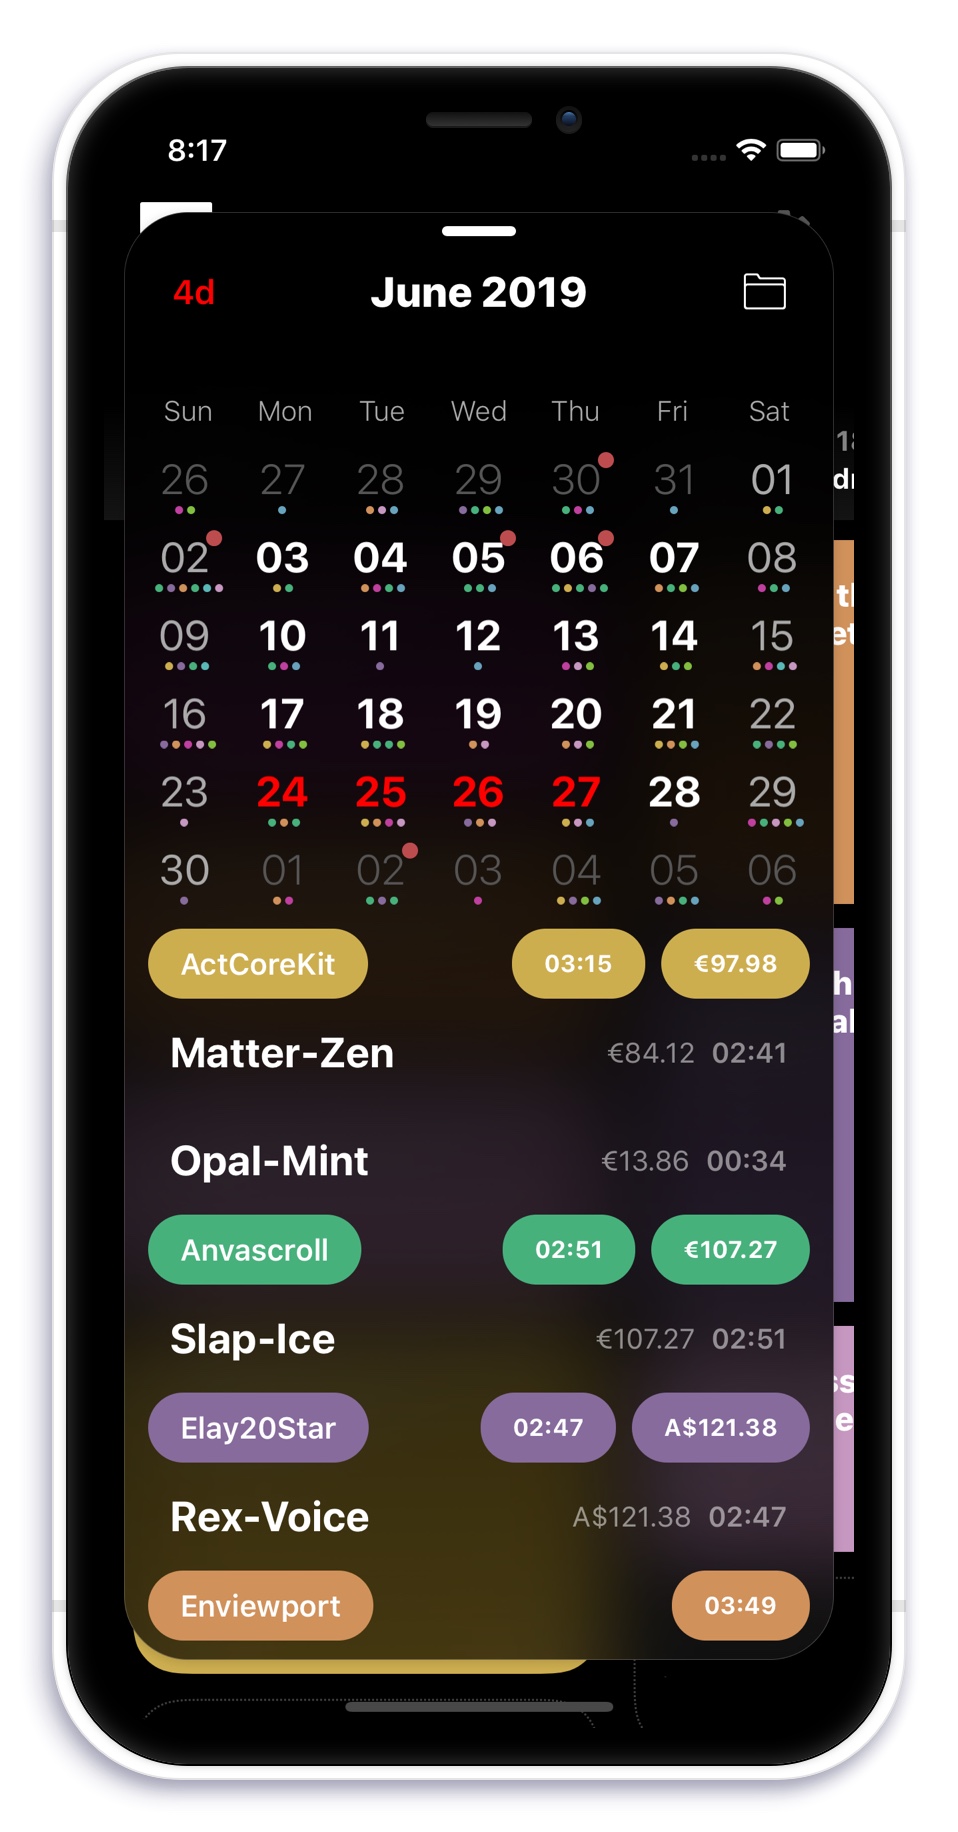 8:17
4d June 2019
Sun Mon Tue Wed Thu Fri Sat
26 27 28 29 30 31 01
02 03 04 05 06 07 08
09 10 11 12 13 14 15
16 17 18 19 20 21 22
23 24 25 26 27 28 29
30 01 02 03 04 05 06
ActCoreKit 03:15 €97.98
Matter-Zen €84.12 02:41
Opal-Mint €13.86 00:34
Anvascroll 02:51 €107.27
Slap-Ice €107.27 02:51
Elay20Star 02:47 A$121.38
Rex-Voice A$121.38 02:47
Enviewport 03:49